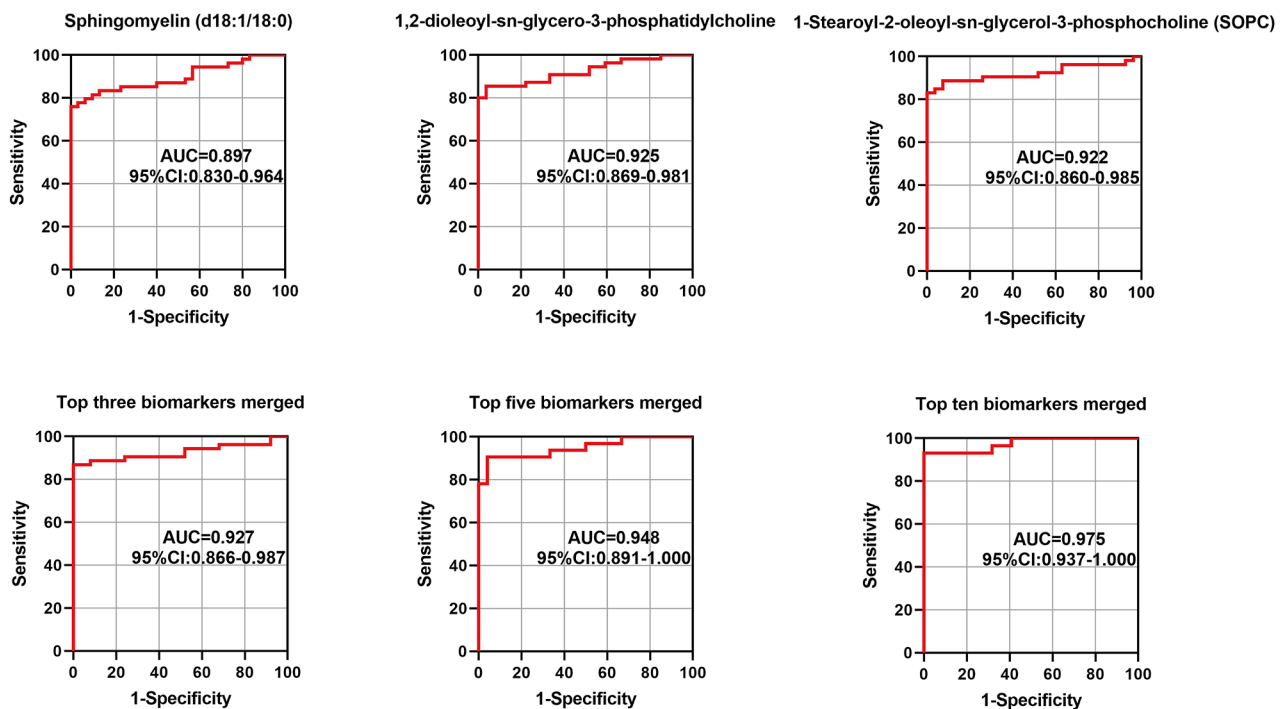 Sphingomyelin (d18:1/18:0)
100
80
60
40
20
0
Sensitivity
AUC=0.897
95%CI:0.830-0.964
0 20 40 60 80 100
1-Specificity
1,2-dioleoyl-sn-glycero-3-phosphatidylcholine
100
80
60
40
20
0
Sensitivity
AUC=0.925
95%CI:0.869-0.981
0 20 40 60 80 100
1-Specificity
1-Stearoyl-2-oleoyl-sn-glycerol-3-phosphocholine (SOPC)
100
80
60
40
20
0
Sensitivity
AUC=0.922
95%CI:0.860-0.985
0 20 40 60 80 100
1-Specificity
Top three biomarkers merged
100
80
60
40
20
0
Sensitivity
AUC=0.927
95%CI:0.866-0.987
0 20 40 60 80 100
1-Specificity
Top five biomarkers merged
100
80
60
40
20
0
Sensitivity
AUC=0.948
95%CI:0.891-1.000
0 20 40 60 80 100
1-Specificity
Top ten biomarkers merged
100
80
60
40
20
0
Sensitivity
AUC=0.975
95%CI:0.937-1.000
0 20 40 60 80 100
1-Specificity